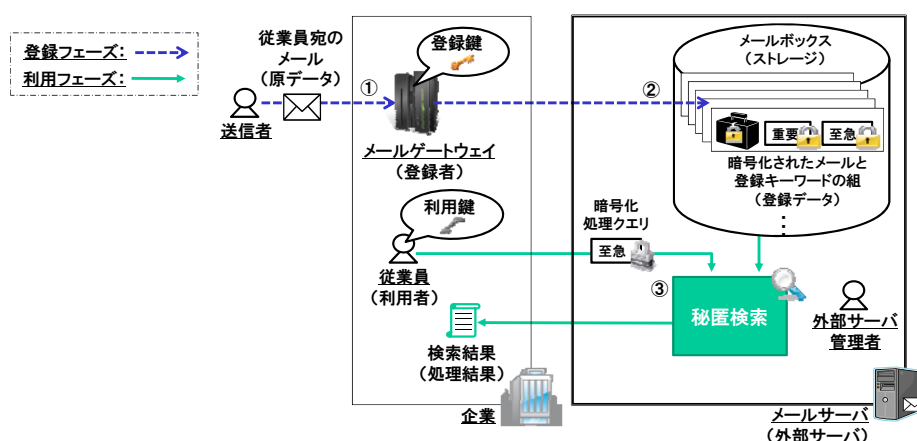 登録フェーズ：
利用フェーズ：
従業員宛の
メール
（原データ）
送信者
①
登録鍵
メールゲートウェイ
（登録者）
②
メールボックス
（ストレージ）
重要
至急
暗号化されたメールと
登録キーワードの組
（登録データ）
：
利用鍵
従業員
（利用者）
暗号化
処理クエリ
至急
③
秘匿検索
検索結果
（処理結果）
外部サーバ
管理者
企業
メールサーバ
（外部サーバ）